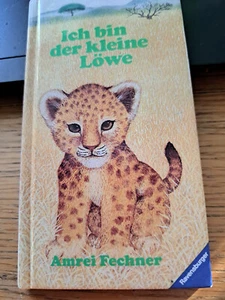 Ich bin
der kleine
Löwe
Amrei Fechner
Ravensburger